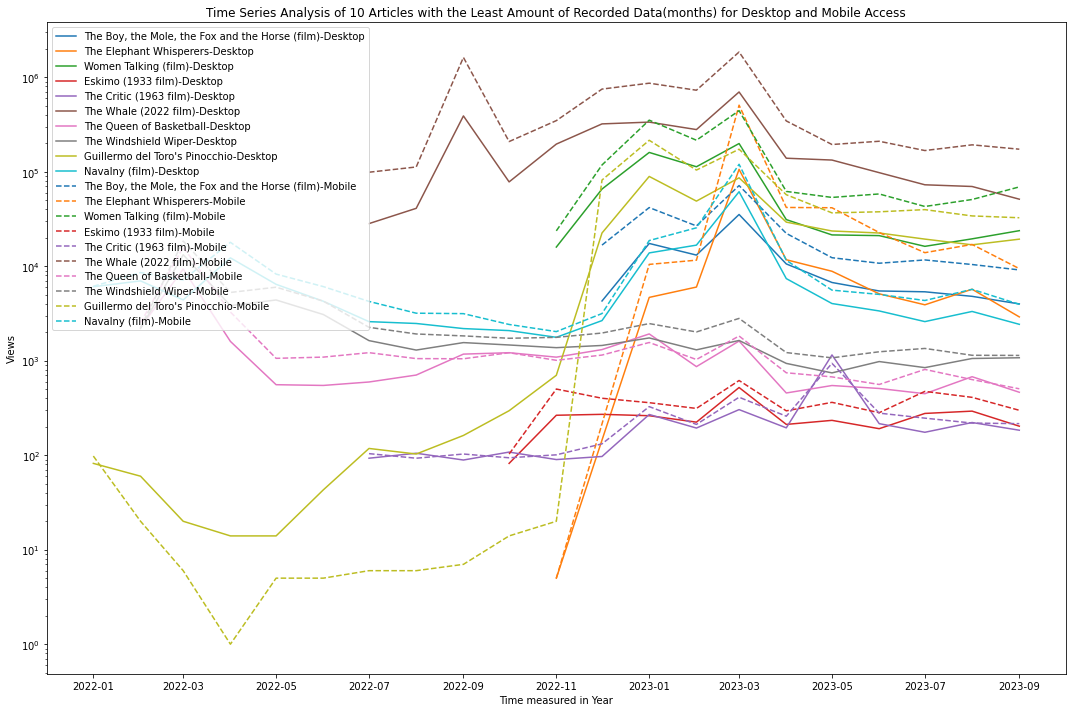 Time Series Analysis of 10 Articles with the Least Amount of Recorded Data(months) for Desktop and Mobile Access
The Boy, the Mole, the Fox and the Horse (film)-Desktop
The Elephant Whisperers-Desktop
Women Talking (film)-Desktop
Eskimo (1933 film)-Desktop
The Critic (1963 film)-Desktop
The Whale (2022 film)-Desktop
The Queen of Basketball-Desktop
The Windshield Wiper-Desktop
Guillermo del Toro's Pinocchio-Desktop
Navalny (film)-Desktop
The Boy, the Mole, the Fox and the Horse (film)-Mobile
The Elephant Whisperers-Mobile
Women Talking (film)-Mobile
Eskimo (1933 film)-Mobile
The Critic (1963 film)-Mobile
The Whale (2022 film)-Mobile
The Queen of Basketball-Mobile
The Windshield Wiper-Mobile
Guillermo del Toro's Pinocchio-Mobile
Navalny (film)-Mobile
10⁶
10⁵
10⁴
10³
10²
10¹
10⁰
Views
2022-01 2022-03 2022-05 2022-07 2022-09 2022-11 2023-01 2023-03 2023-05 2023-07 2023-09
Time measured in Year